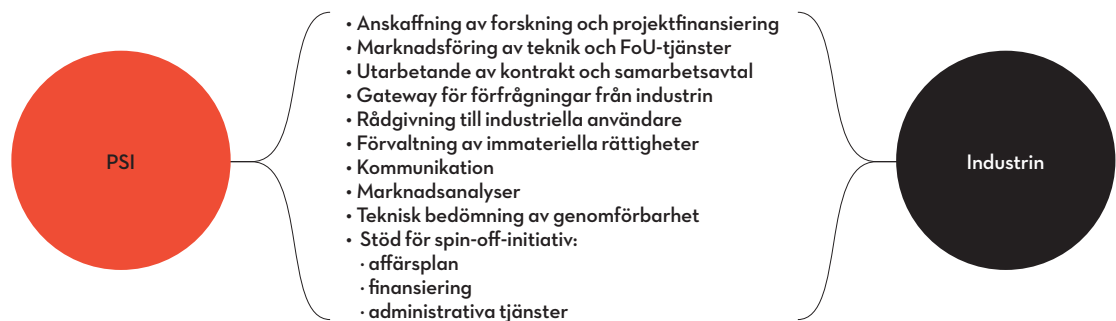 PSI
• Anskaffning av forskning och projektfinansiering
• Marknadsföring av teknik och FoU-tjänster
• Utarbetande av kontrakt och samarbetsavtal
• Gateway för förfrågningar från industrin
• Rådgivning till industriella användare
• Förvaltning av immateriella rättigheter
• Kommunikation
• Marknadsanalyser
• Teknisk bedömning av genomförbarhet
• Stöd för spin-off-initiativ:
· affärsplan
· finansiering
· administrativa tjänster
Industrin